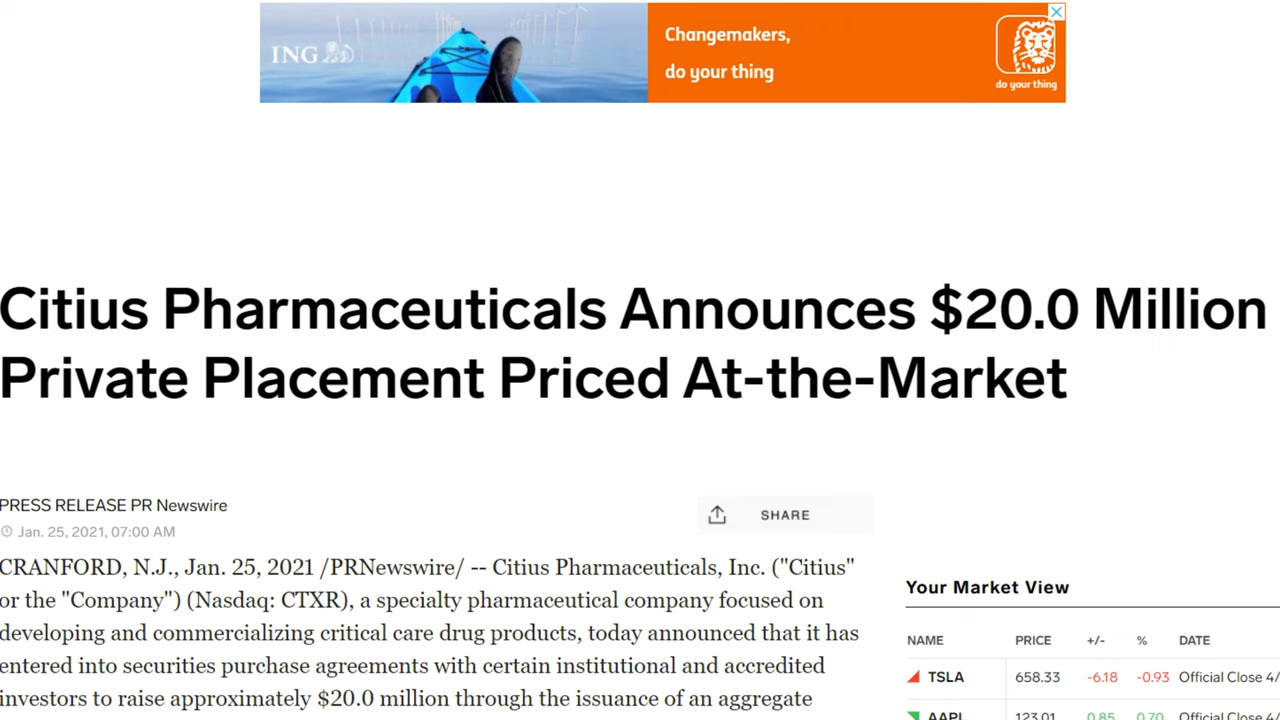 ING
Changemakers,
do your thing
do your thing
Citius Pharmaceuticals Announces $20.0 Million
Private Placement Priced At-the-Market
PRESS RELEASE PR Newswire
Jan. 25, 2021, 07:00 AM
SHARE
CRANFORD, N.J., Jan. 25, 2021 /PRNewswire/ -- Citius Pharmaceuticals, Inc. ("Citius"
or the "Company") (Nasdaq: CTXR), a specialty pharmaceutical company focused on
developing and commercializing critical care drug products, today announced that it has
entered into securities purchase agreements with certain institutional and accredited
investors to raise approximately $20.0 million through the issuance of an aggregate
Your Market View
NAME PRICE +/- % DATE
TSLA 658.33 -6.18 -0.93 Official Close 4/
AAPL 123.01 0.85 0.70 Official Close 4/